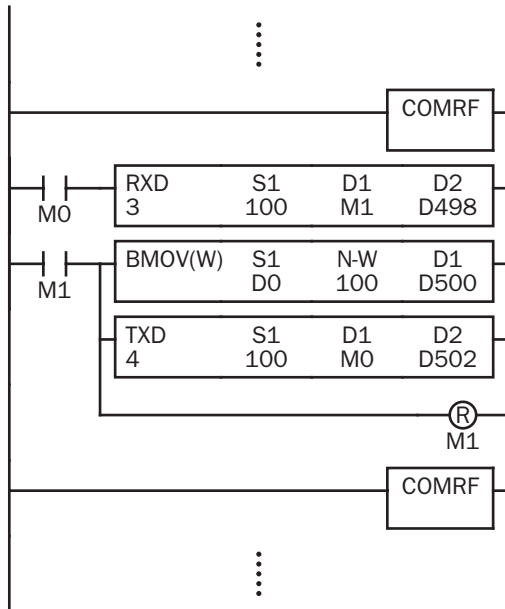 COMRF
RXD S1 D1 D2
3 100 M1 D498
M0
BMOV(W) S1 N-W D1
D0 100 D500
M1
TXD S1 D1 D2
4 100 M0 D502
R
M1
COMRF